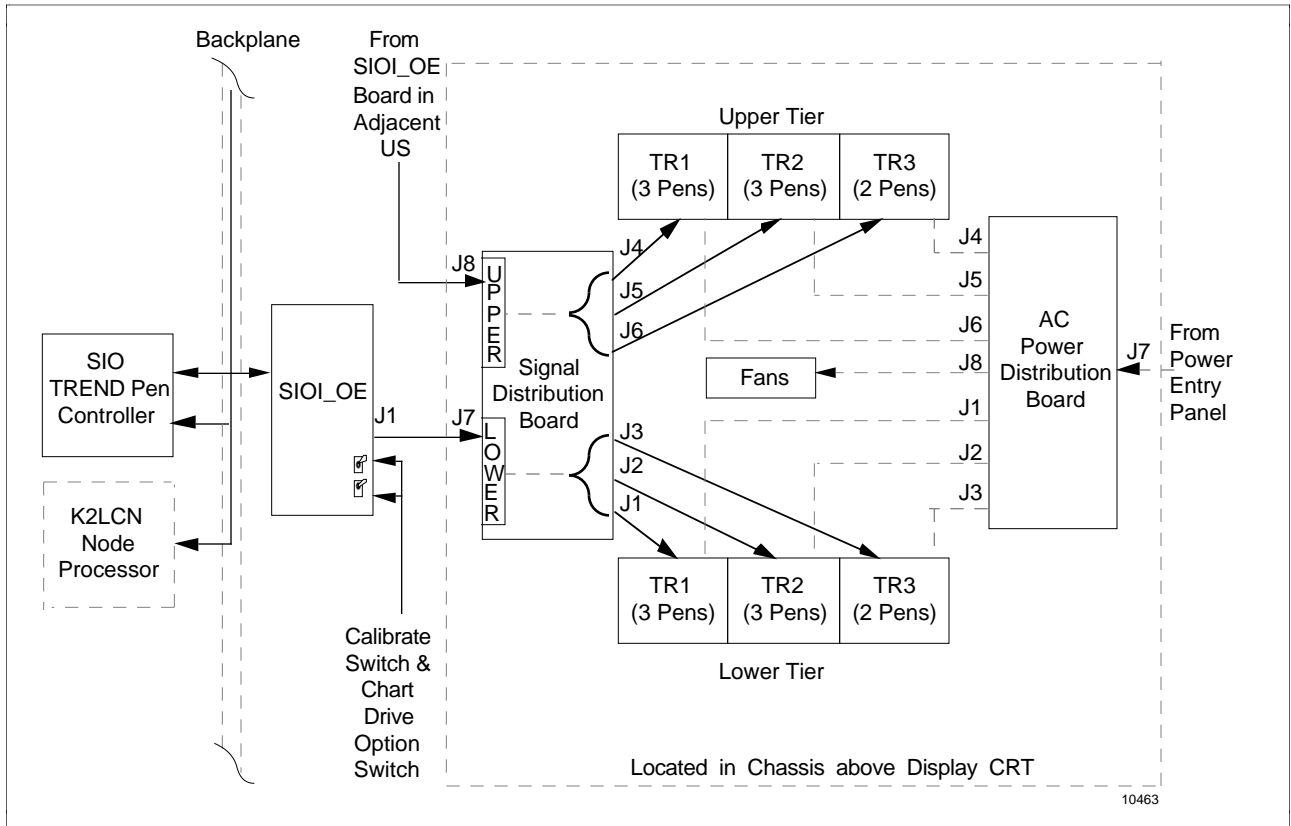 Backplane
From
SIOI_OE
Board in
Adjacent
US
Upper Tier
TR1
(3 Pens)
TR2
(3 Pens)
TR3
(2 Pens)
J8
UPPER
J4
J5
J6
Signal
Distribution
Board
J4
J5
J6
J8
J1
J2
J3
AC
Power
Distribution
Board
J7
From
Power
Entry
Panel
Fans
SIO
TREND Pen
Controller
SIOI_OE
J1
J7
LOWER
J3
J2
J1
K2LCN
Node
Processor
TR1
(3 Pens)
TR2
(3 Pens)
TR3
(2 Pens)
Lower Tier
Calibrate
Switch &
Chart
Drive
Option
Switch
Located in Chassis above Display CRT
10463